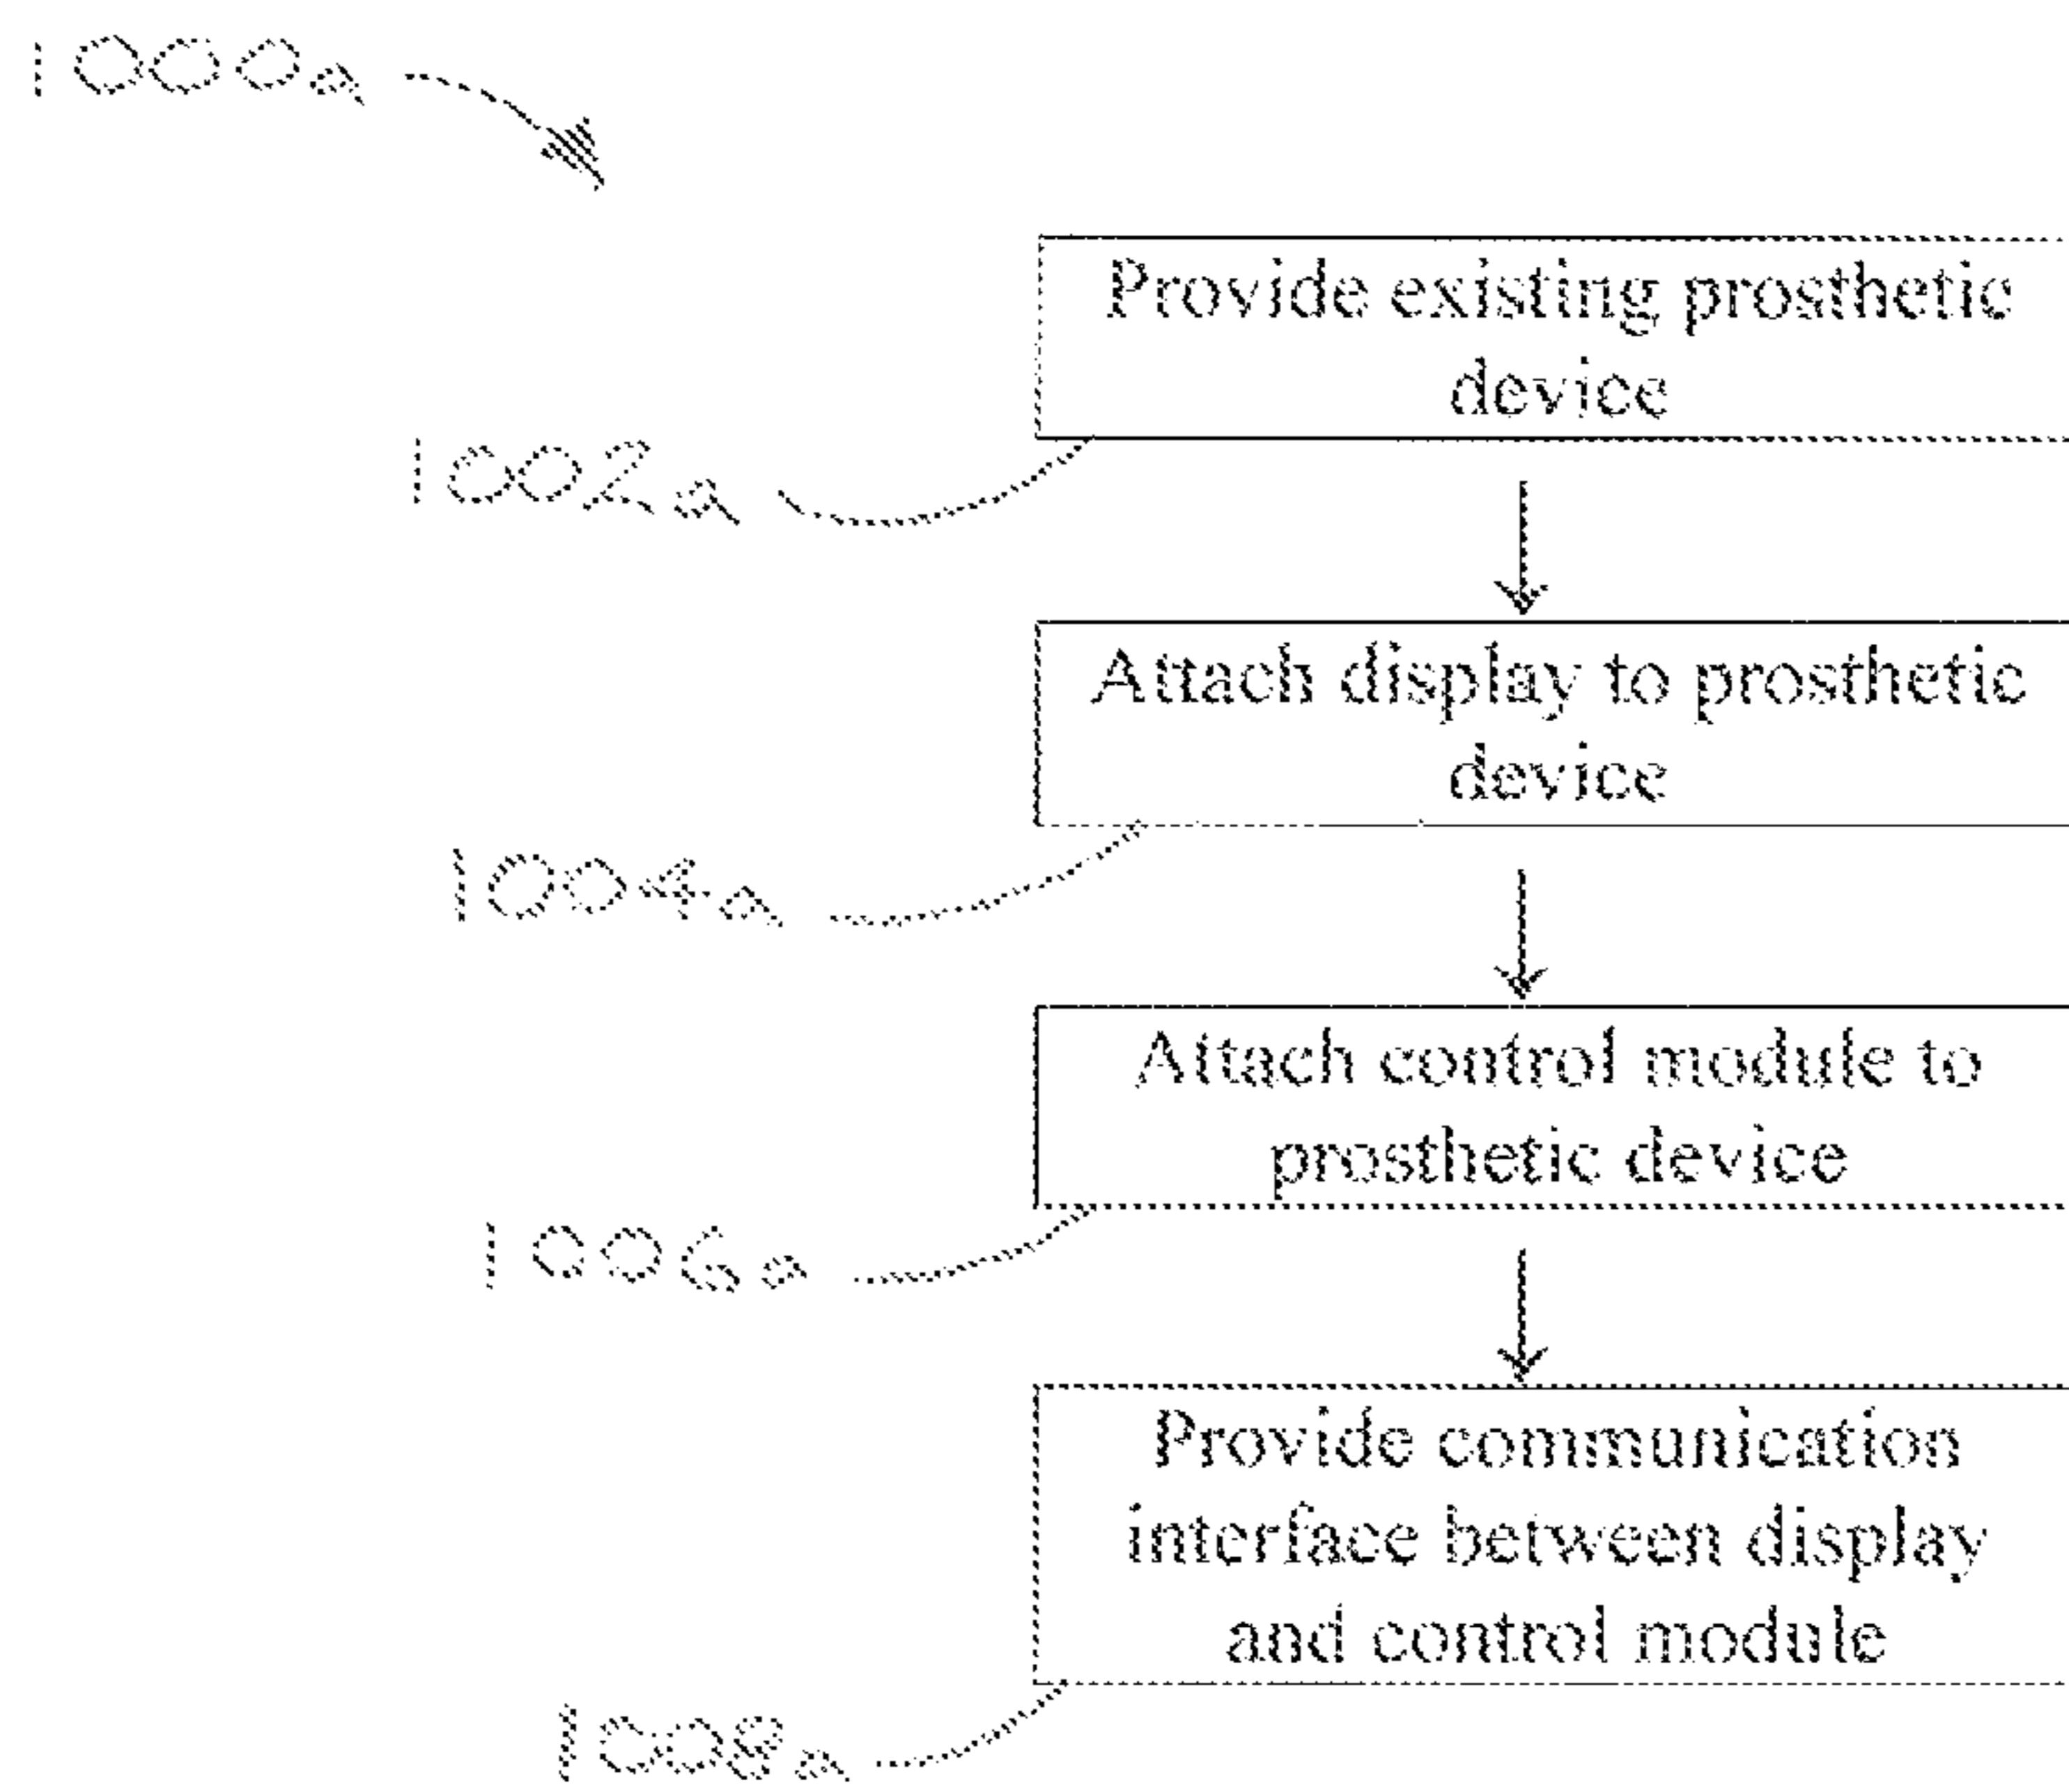 1000a
Provide existing prosthetic
device
1002a
Attach display to prosthetic
device
1004a
Attach control module to
prosthetic device
1006a
Provide communication
interface between display
and control module
1008a